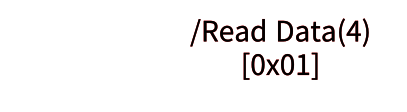 /Read Data(4)
[0x01]